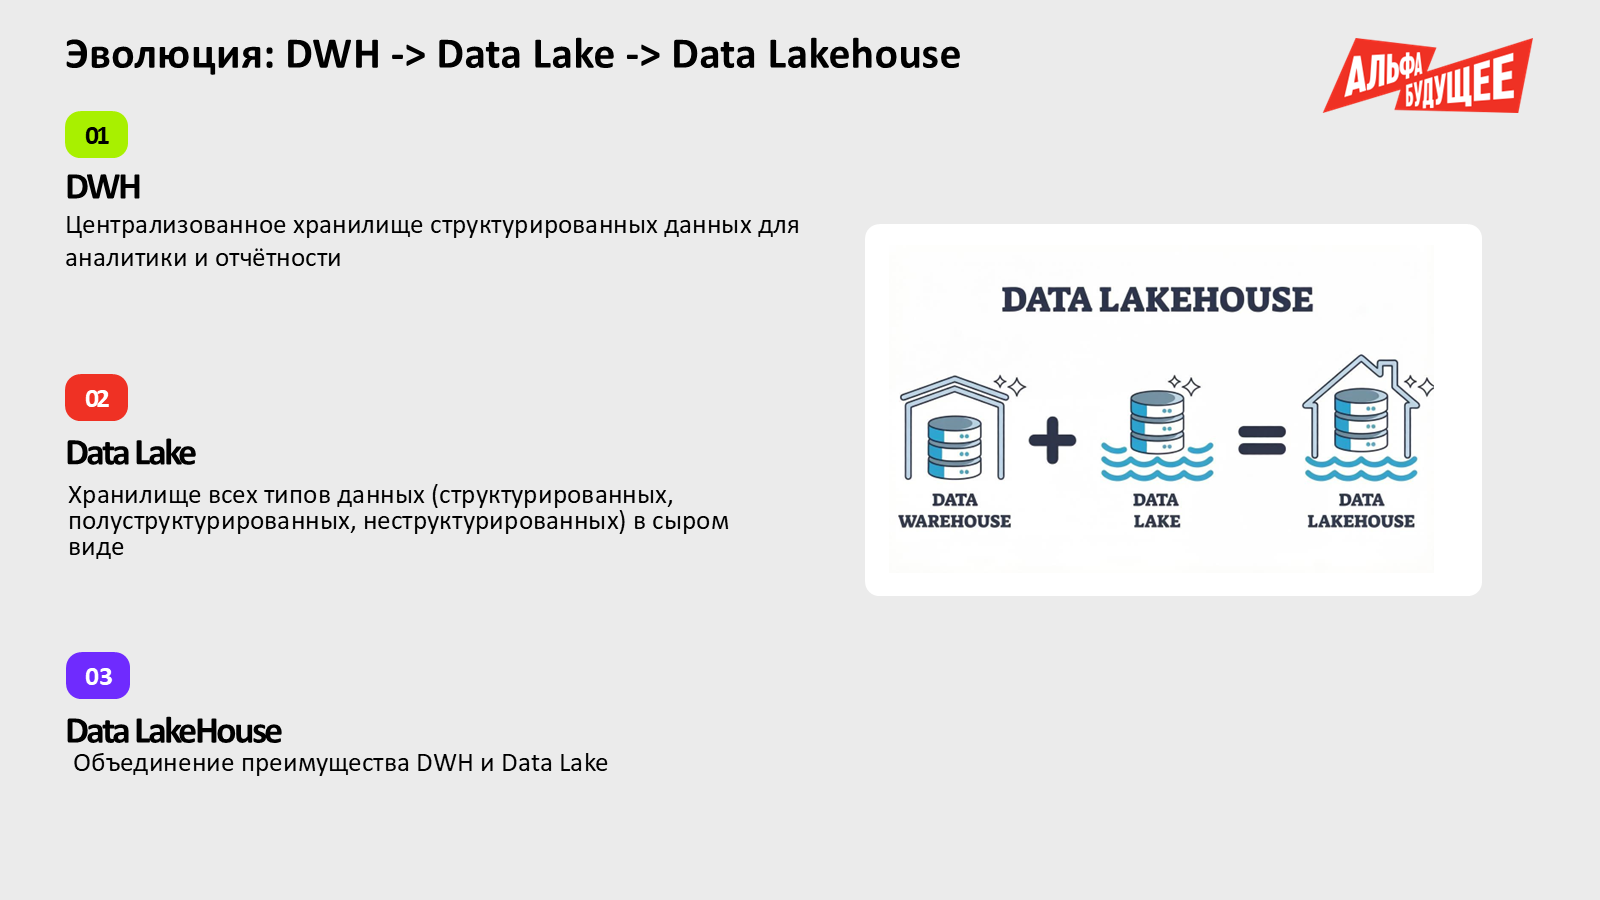 Эволюция: DWH -> Data Lake -> Data Lakehouse
АЛЬФА
БУДУЩЕЕ
01
DWH
Централизованное хранилище структурированных данных для
аналитики и отчётности
02
Data Lake
Хранилище всех типов данных (структурированных,
полуструктурированных, неструктурированных) в сыром
виде
03
Data LakeHouse
Объединение преимущества DWH и Data Lake
DATA LAKEHOUSE
DATA
WAREHOUSE
DATA
LAKE
DATA
LAKEHOUSE